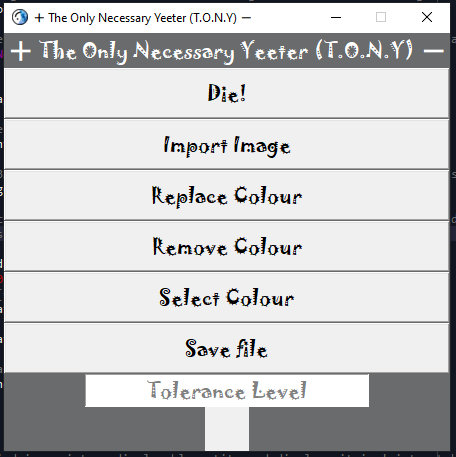 + The Only Necessary Yeeter (T.O.N.Y) —
+ The Only Necessary Yeeter (T.O.N.Y) —
Die!
Import Image
Replace Colour
Remove Colour
Select Colour
Save file
Tolerance Level